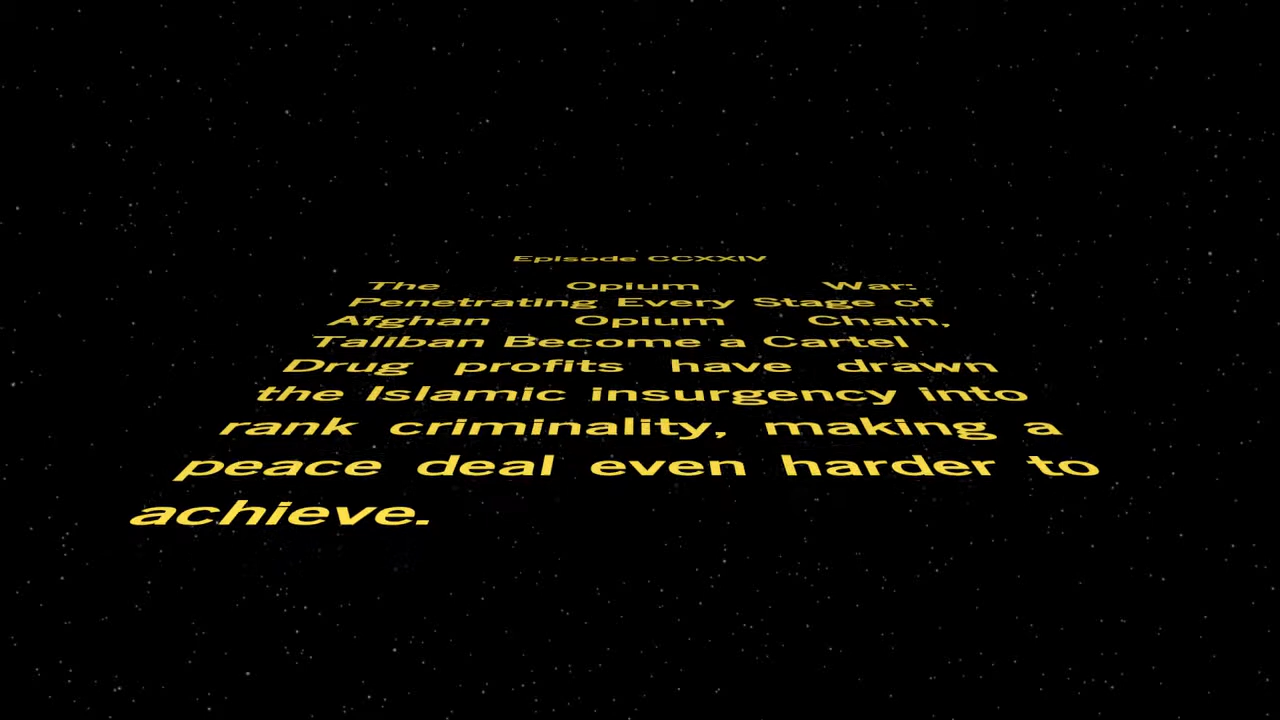 Episode CCXXIV
The Opium War:
Penetrating Every Stage of
Afghan Opium Chain,
Taliban Become a Cartel
Drug profits have drawn
the Islamic insurgency into
rank criminality, making a
peace deal even harder to
achieve.